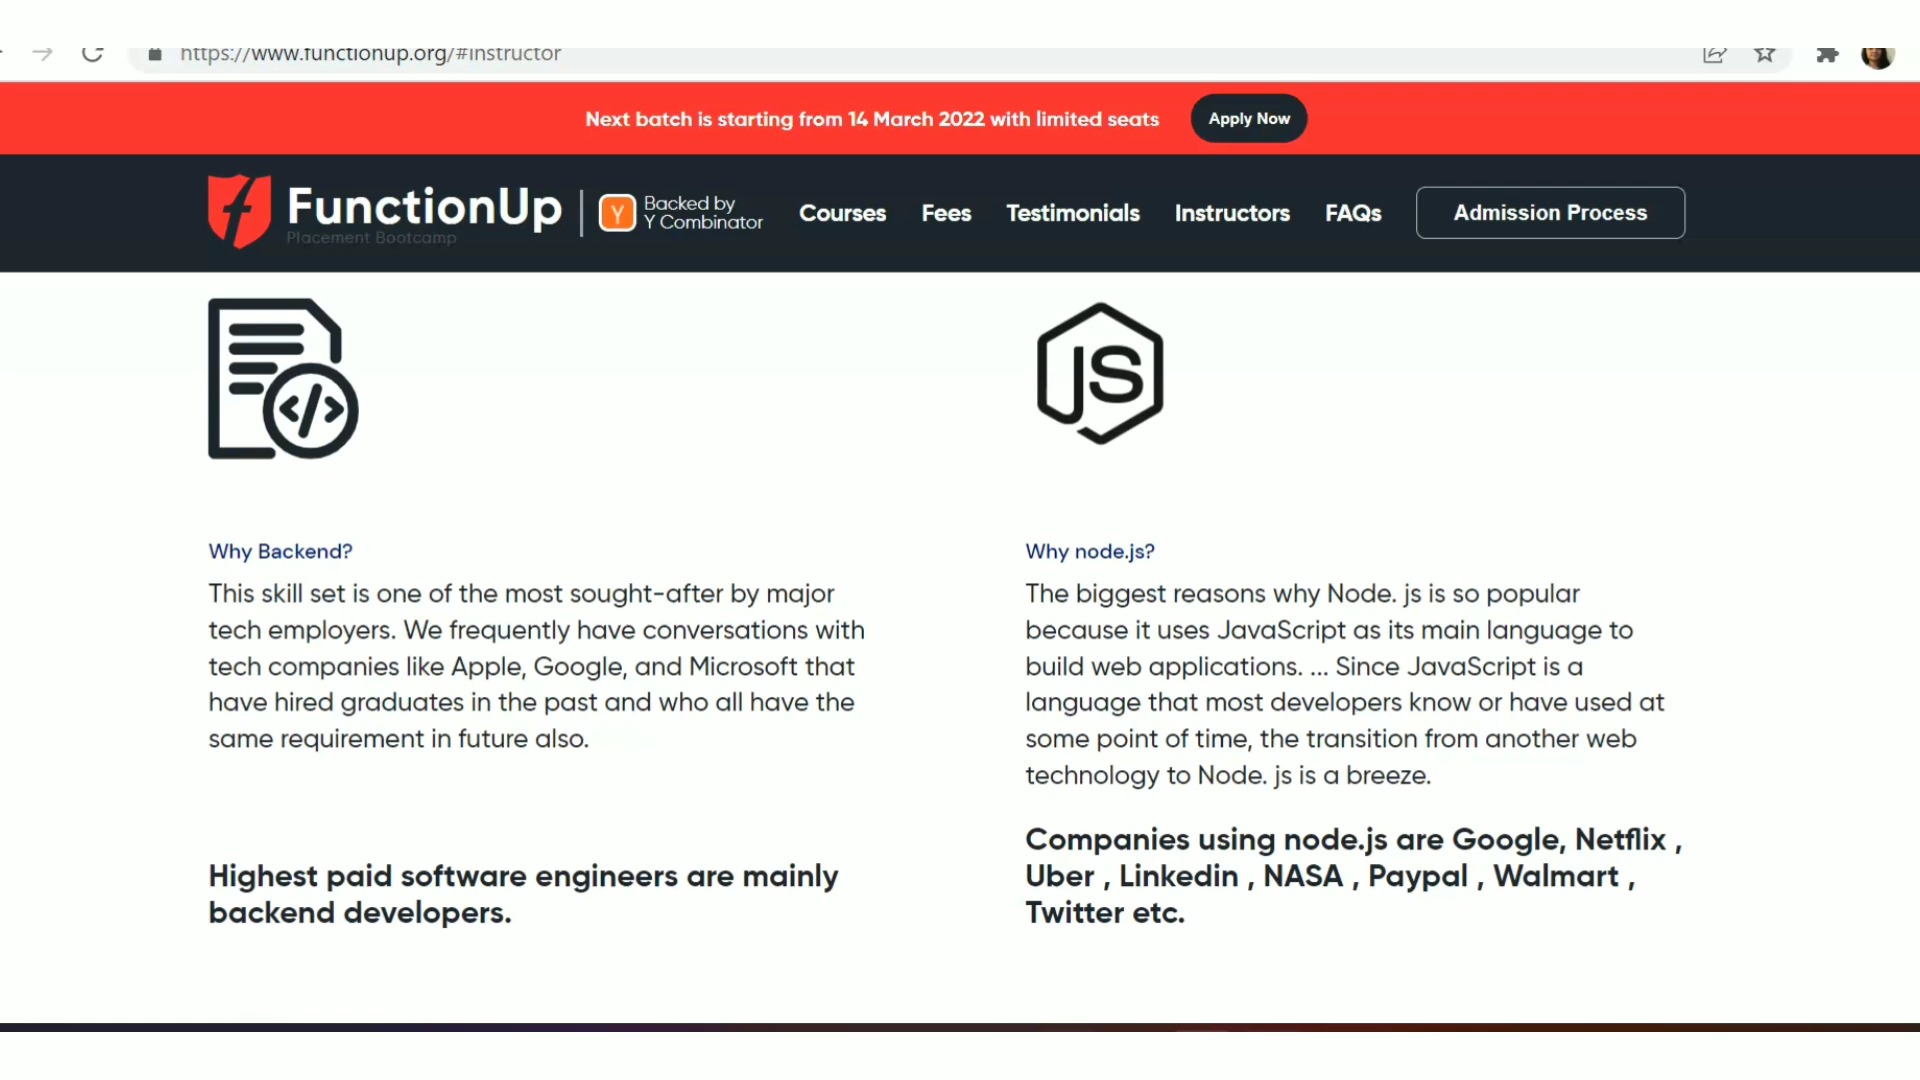 https://www.functionup.org/#instructor
Next batch is starting from 14 March 2022 with limited seats
Apply Now
FunctionUp
Placement Bootcamp
Y
Backed by
Y Combinator
Courses
Fees
Testimonials
Instructors
FAQs
Admission Process
</>
JS
Why Backend?
This skill set is one of the most sought-after by major
tech employers. We frequently have conversations with
tech companies like Apple, Google, and Microsoft that
have hired graduates in the past and who all have the
same requirement in future also.
Highest paid software engineers are mainly
backend developers.
Why node.js?
The biggest reasons why Node. js is so popular
because it uses JavaScript as its main language to
build web applications. ... Since JavaScript is a
language that most developers know or have used at
some point of time, the transition from another web
technology to Node. js is a breeze.
Companies using node.js are Google, Netflix ,
Uber , Linkedin , NASA , Paypal , Walmart ,
Twitter etc.